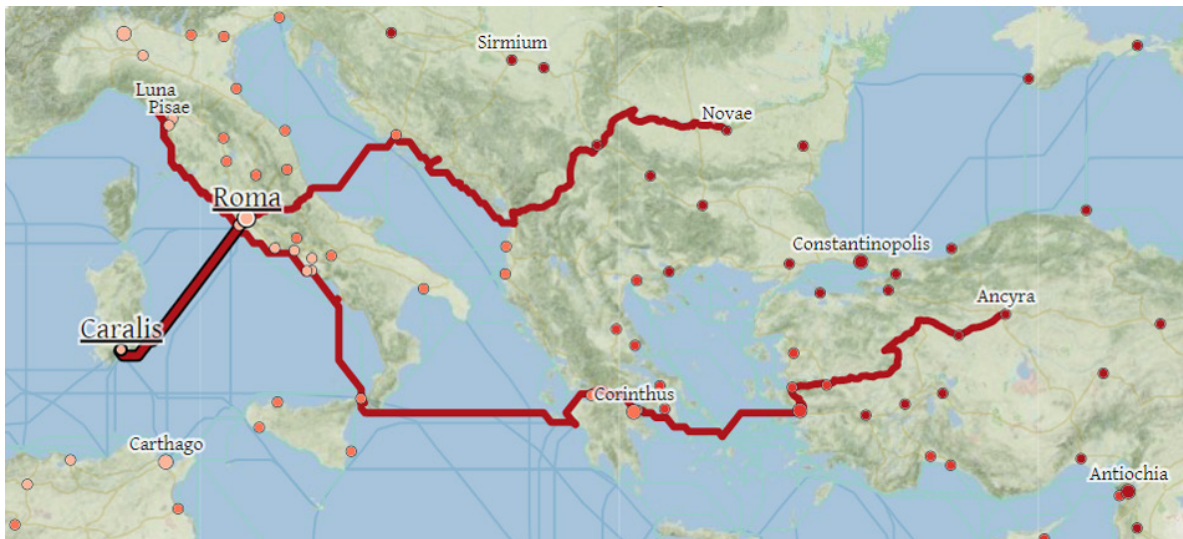 Sirmium
Luna
Pisae
Novae
Roma
Constantinopolis
Ancyra
Caralis
Corinthus
Carthago
Antiochia